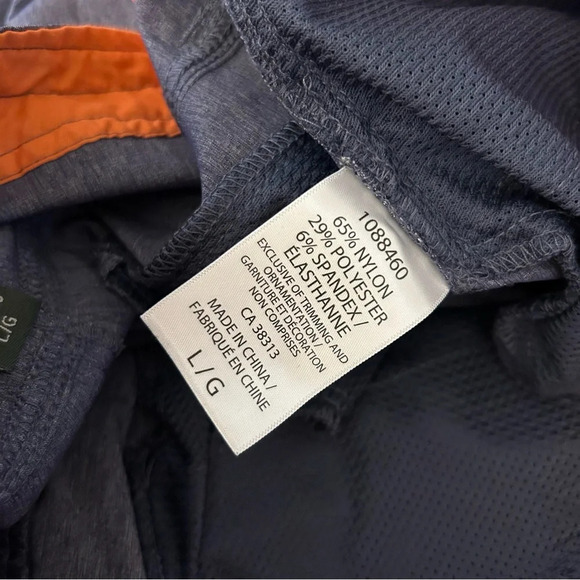 1088460
65% NYLON
29% POLYESTER
6% SPANDEX /
ÉLASTHANNE
EXCLUSIVE OF TRIMMING AND
ORNAMENTATION /
GARNITURE ET DÉCORATION
NON COMPRISES
CA 38313
MADE IN CHINA /
FABRIQUÉ EN CHINE
L / G
L/G